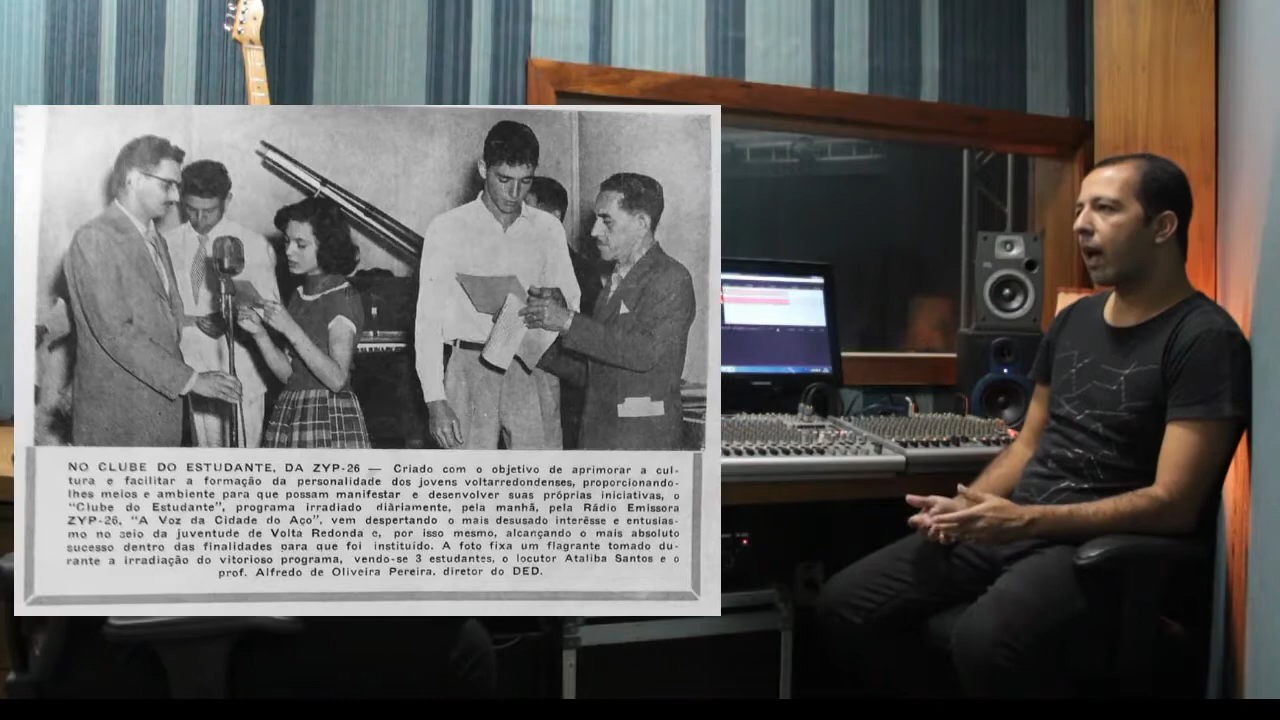 NO CLUBE DO ESTUDANTE, DA ZYP-26 — Criado com o objetivo de aprimorar a cul-
tura e facilitar a formação da personalidade dos jovens voltarredondenses, proporcionando-
lhes meios e ambiente para que possam manifestar e desenvolver suas próprias iniciativas, o
"Clube do Estudante", programa irradiado diàriamente, pela manhã, pela Rádio Emissora
ZYP-26, "A Voz da Cidade do Aço", vem despertando o mais desusado interêsse e entusias-
mo no seio da juventude de Volta Redonda e, por isso mesmo, alcançando o mais absoluto
sucesso dentro das finalidades para que foi instituído. A foto fixa um flagrante tomado du-
rante a irradiação do vitorioso programa, vendo-se 3 estudantes, o locutor Ataliba Santos e o
prof. Alfredo de Oliveira Pereira, diretor do DED.